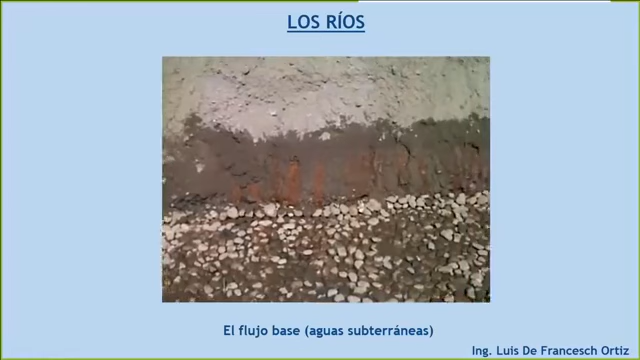 LOS RÍOS
El flujo base (aguas subterráneas)
Ing. Luis De Francesch Ortiz